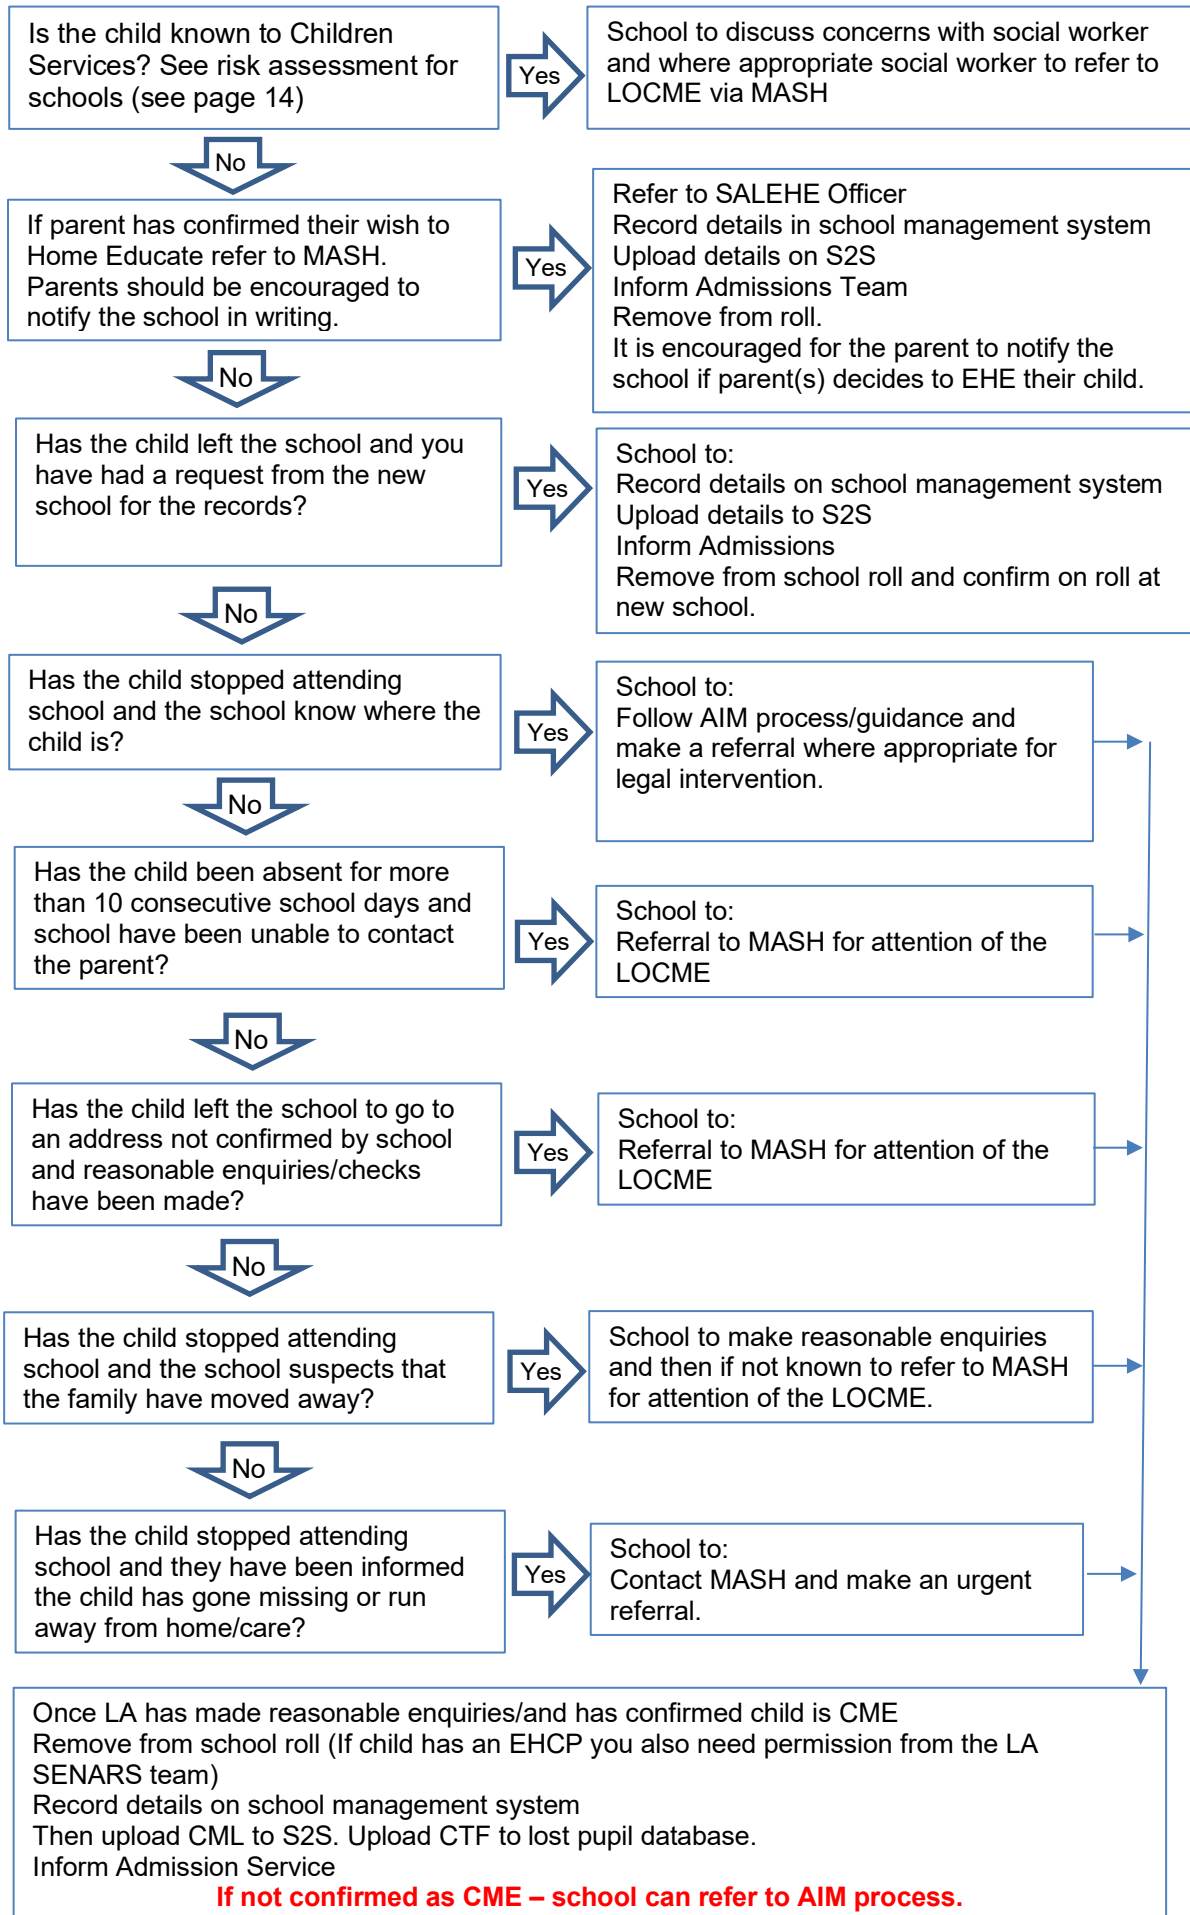 Is the child known to Children
Services? See risk assessment for
schools (see page 14)
Yes
School to discuss concerns with social worker
and where appropriate social worker to refer to
LOCME via MASH
No
If parent has confirmed their wish to
Home Educate refer to MASH.
Parents should be encouraged to
notify the school in writing.
Yes
Refer to SALEHE Officer
Record details in school management system
Upload details on S2S
Inform Admissions Team
Remove from roll.
It is encouraged for the parent to notify the
school if parent(s) decides to EHE their child.
No
Has the child left the school and you
have had a request from the new
school for the records?
Yes
School to:
Record details on school management system
Upload details to S2S
Inform Admissions
Remove from school roll and confirm on roll at
new school.
No
Has the child stopped attending
school and the school know where the
child is?
Yes
School to:
Follow AIM process/guidance and
make a referral where appropriate for
legal intervention.
No
Has the child been absent for more
than 10 consecutive school days and
school have been unable to contact
the parent?
Yes
School to:
Referral to MASH for attention of the
LOCME
No
Has the child left the school to go to
an address not confirmed by school
and reasonable enquiries/checks
have been made?
Yes
School to:
Referral to MASH for attention of the
LOCME
No
Has the child stopped attending
school and the school suspects that
the family have moved away?
Yes
School to make reasonable enquiries
and then if not known to refer to MASH
for attention of the LOCME.
No
Has the child stopped attending
school and they have been informed
the child has gone missing or run
away from home/care?
Yes
School to:
Contact MASH and make an urgent
referral.
Once LA has made reasonable enquiries/and has confirmed child is CME
Remove from school roll (If child has an EHCP you also need permission from the LA
SENARS team)
Record details on school management system
Then upload CML to S2S. Upload CTF to lost pupil database.
Inform Admission Service
If not confirmed as CME – school can refer to AIM process.